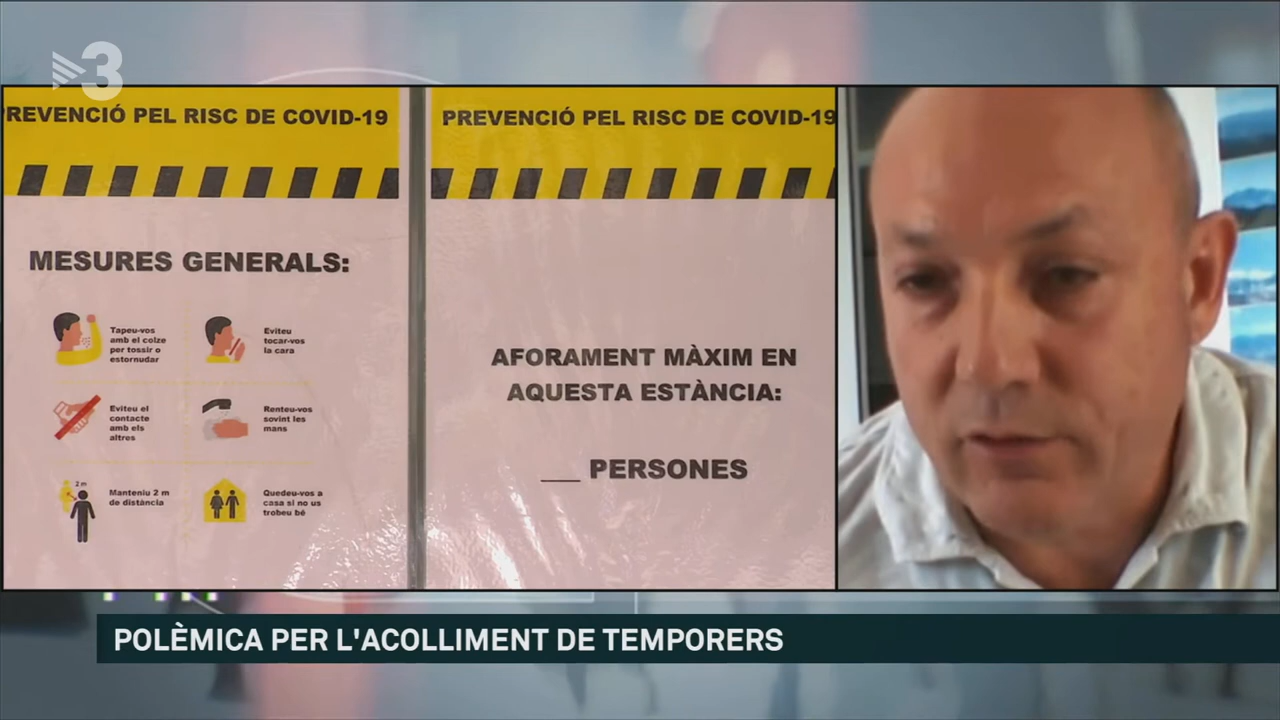 3
PREVENCIÓ PEL RISC DE COVID-19
MESURES GENERALS:
Tapeu-vos
amb el colze
per tossir o
estornudar
Eviteu
tocar-vos
la cara
Eviteu el
contacte
amb els
altres
Renteu-vos
sovint les
mans
2 m
Manteniu 2 m
de distància
Quedeu-vos a
casa si no us
trobeu bé
PREVENCIÓ PEL RISC DE COVID-19
AFORAMENT MÀXIM EN
AQUESTA ESTÀNCIA:
___ PERSONES
POLÈMICA PER L'ACOLLIMENT DE TEMPORERS